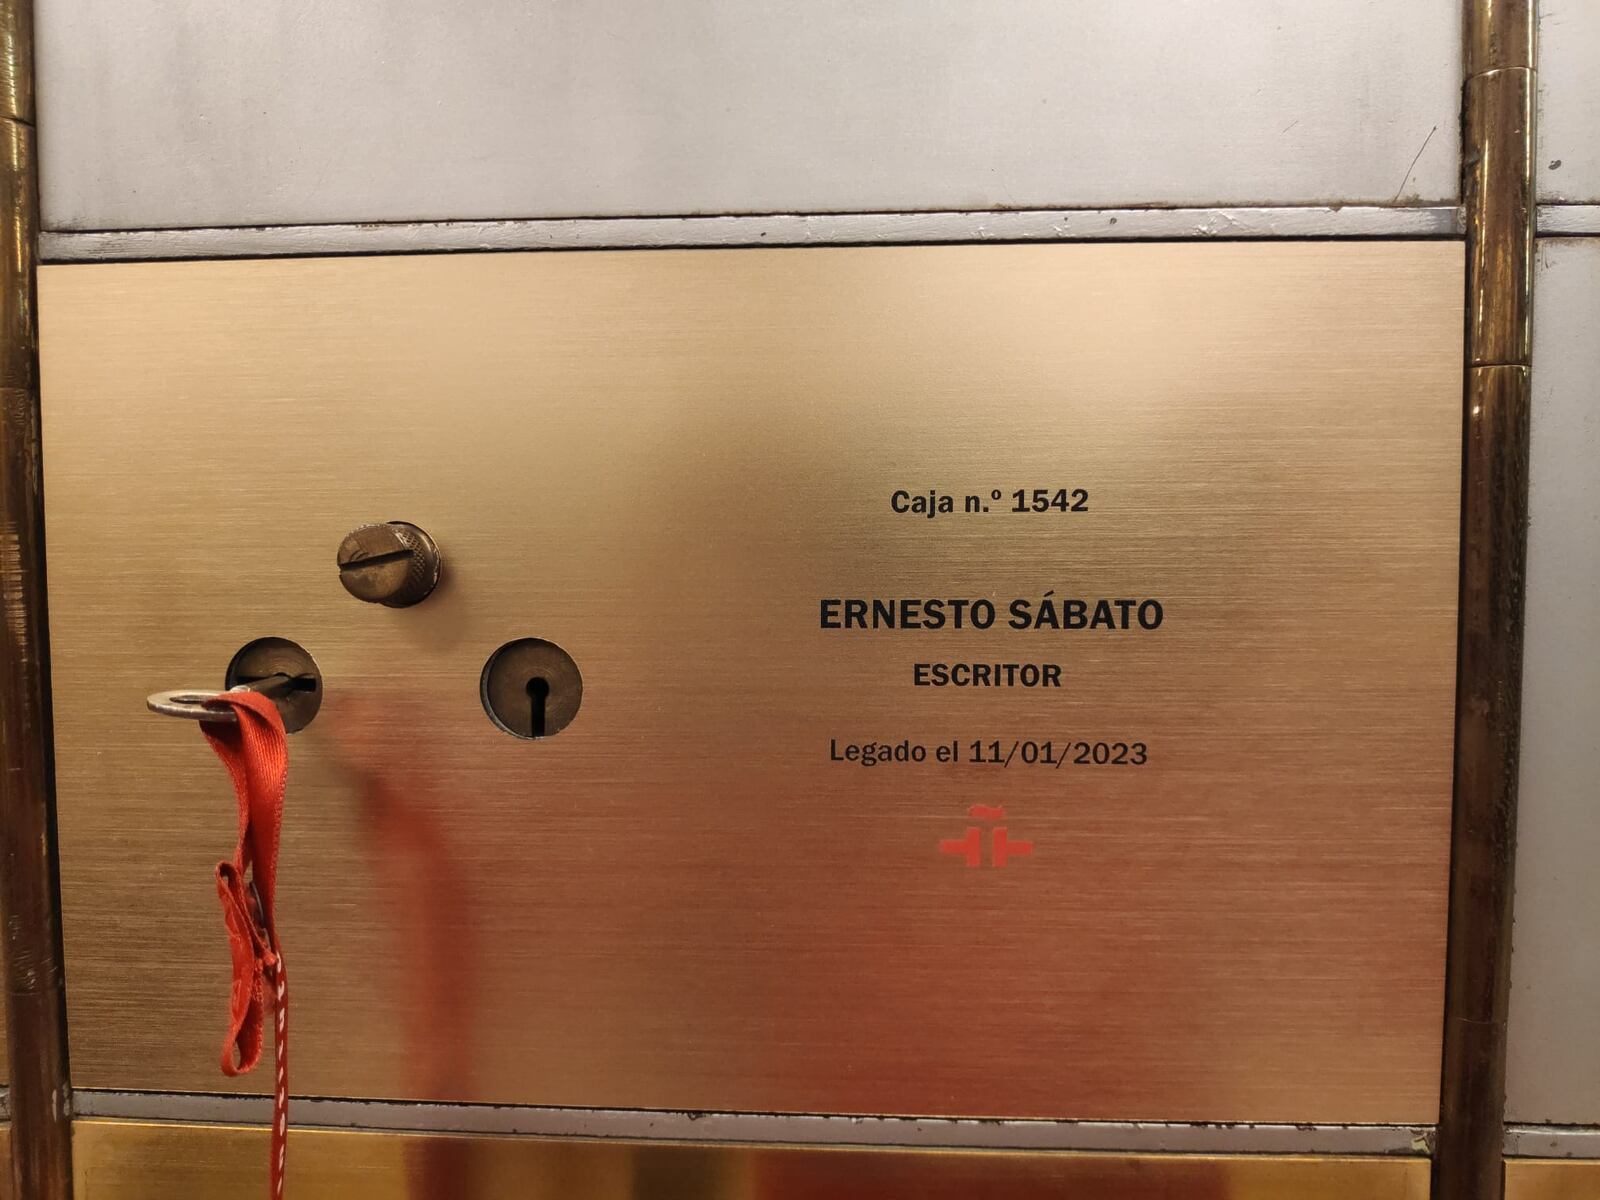 Caja n.º 1542
ERNESTO SÁBATO
ESCRITOR
Legado el 11/01/2023